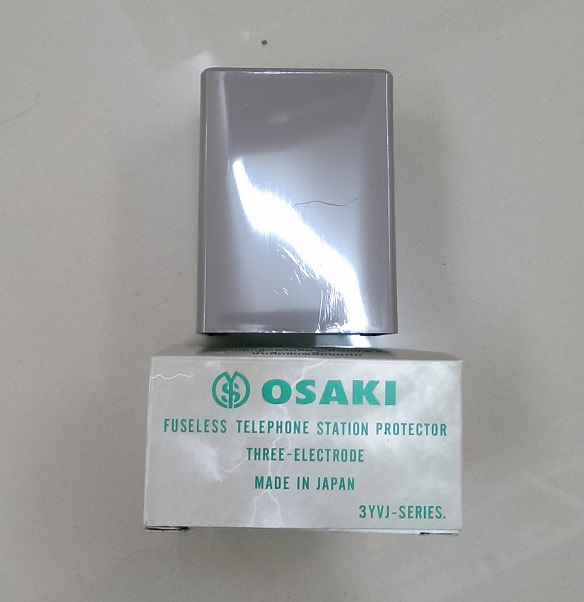 OSAKI
FUSELESS TELEPHONE STATION PROTECTOR
THREE-ELECTRODE
MADE IN JAPAN
3YVJ-SERIES.